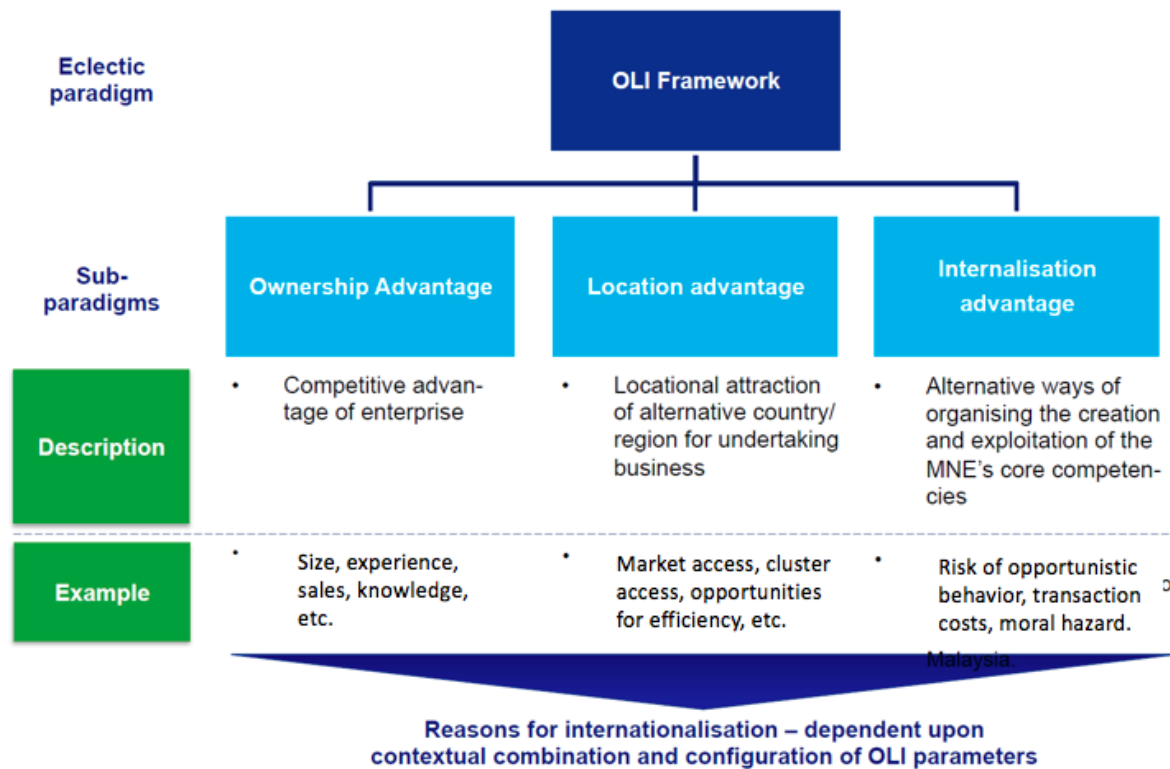 Eclectic
paradigm
OLI Framework
Sub-
paradigms
Ownership Advantage
Location advantage
Internalisation
advantage
Description
• Competitive advan-
tage of enterprise
• Locational attraction
of alternative country/
region for undertaking
business
• Alternative ways of
organising the creation
and exploitation of the
MNE's core competen-
cies
Example
• Size, experience,
sales, knowledge,
etc.
• Market access, cluster
access, opportunities
for efficiency, etc.
• Risk of opportunistic
behavior, transaction
costs, moral hazard.
Malaysia.
Reasons for internationalisation – dependent upon
contextual combination and configuration of OLI parameters